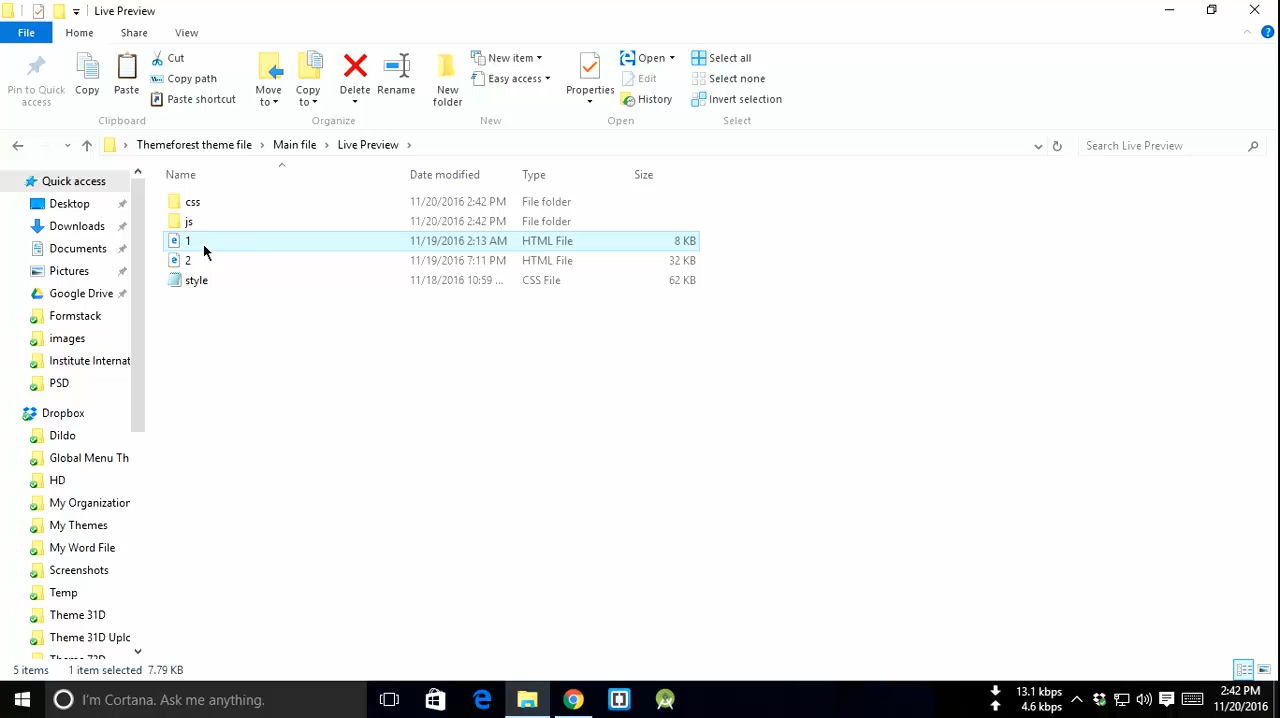 Live Preview
File Home Share View
Pin to Quick access
Copy
Paste
Cut
Copy path
Paste shortcut
Clipboard
Move to
Copy to
Delete
Rename
Organize
New folder
New item
Easy access
New
Properties
Open
Edit
History
Open
Select all
Select none
Invert selection
Select
Themeforest theme file Main file Live Preview
Search Live Preview
Name Date modified Type Size
css 11/20/2016 2:42 PM File folder
js 11/20/2016 2:42 PM File folder
1 11/19/2016 2:13 AM HTML File 8 KB
2 11/19/2016 7:11 PM HTML File 32 KB
style 11/18/2016 10:59 ... CSS File 62 KB
Quick access
Desktop
Downloads
Documents
Pictures
Google Drive
Formstack
images
Institute Internat
PSD
Dropbox
Dildo
Global Menu Th
HD
My Organization
My Themes
My Word File
Screenshots
Temp
Theme 31D
Theme 31D Uplc
5 items 1 item selected 7.79 KB
I'm Cortana. Ask me anything.
13.1 kbps
4.6 kbps
2:42 PM
11/20/2016